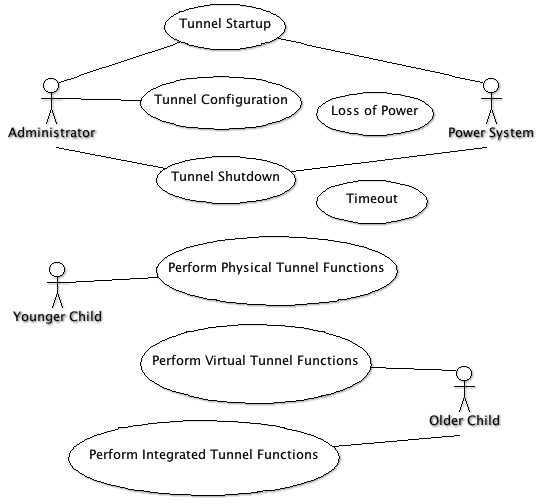 Tunnel Startup
Tunnel Configuration
Loss of Power
Administrator
Power System
Tunnel Shutdown
Timeout
Perform Physical Tunnel Functions
Younger Child
Perform Virtual Tunnel Functions
Older Child
Perform Integrated Tunnel Functions